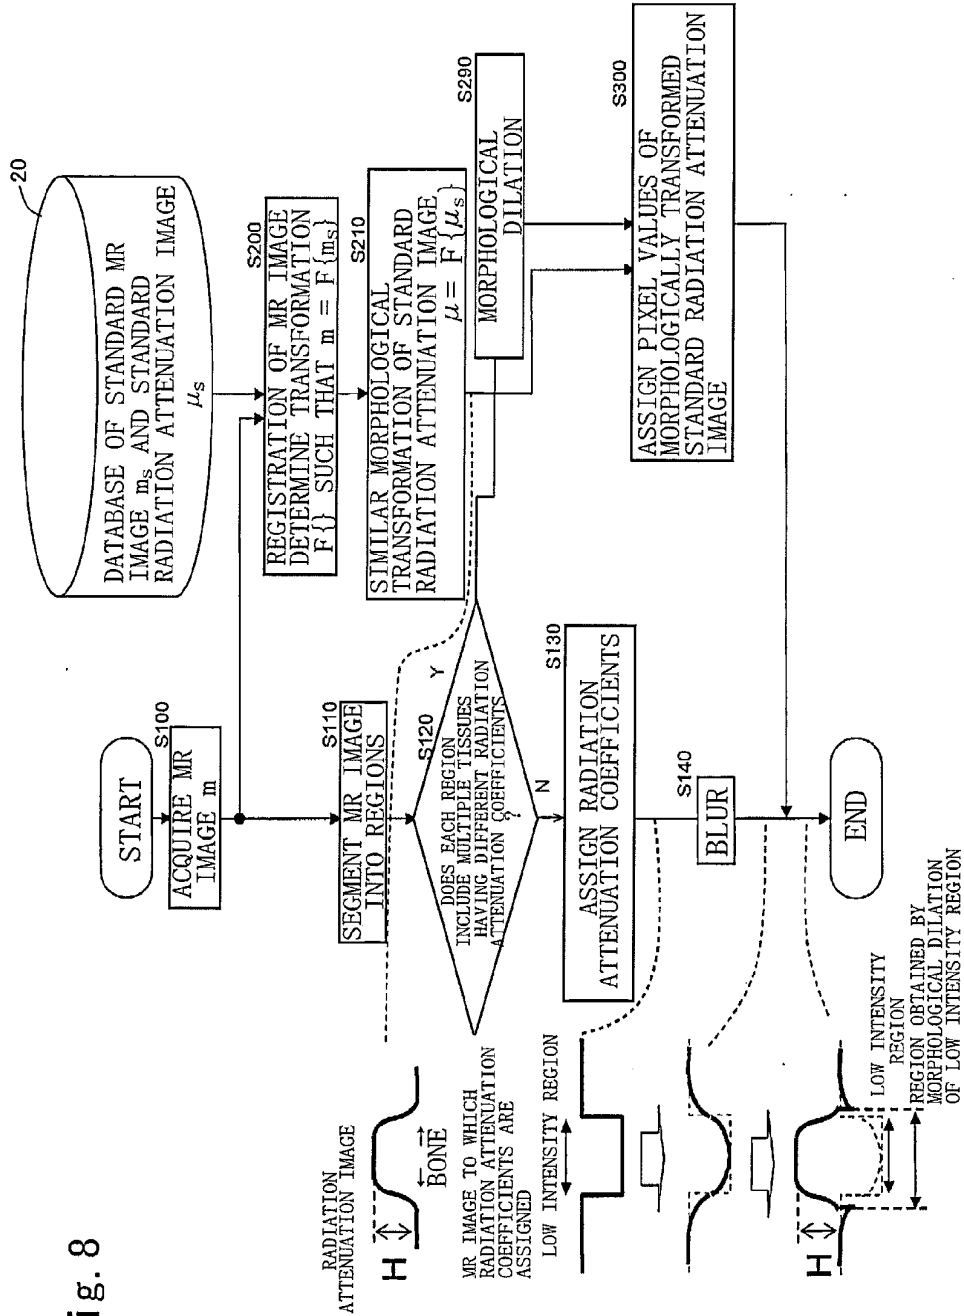 Fig. 8
START
S100
ACQUIRE MR
IMAGE m
20
DATABASE OF STANDARD MR
IMAGE ms AND STANDARD
RADIATION ATTENUATION IMAGE
μs
S200
REGISTRATION OF MR IMAGE
DETERMINE TRANSFORMATION
F{} SUCH THAT m = F{ms}
S210
SIMILAR MORPHOLOGICAL
TRANSFORMATION OF STANDARD
RADIATION ATTENUATION IMAGE
μ = F{μs}
S110
SEGMENT MR IMAGE
INTO REGIONS
S120
DOES EACH REGION
INCLUDE MULTIPLE TISSUES
HAVING DIFFERENT RADIATION
ATTENUATION COEFFICIENTS
?
Y
N
S290
MORPHOLOGICAL
DILATION
S130
ASSIGN RADIATION
ATTENUATION COEFFICIENTS
S300
ASSIGN PIXEL VALUES OF
MORPHOLOGICALLY TRANSFORMED
STANDARD RADIATION ATTENUATION
IMAGE
S140
BLUR
END
RADIATION
ATTENUATION IMAGE
H
BONE
MR IMAGE TO WHICH
RADIATION ATTENUATION
COEFFICIENTS ARE
ASSIGNED
LOW INTENSITY REGION
H
LOW INTENSITY
REGION
REGION OBTAINED BY
MORPHOLOGICAL DILATION
OF LOW INTENSITY REGION